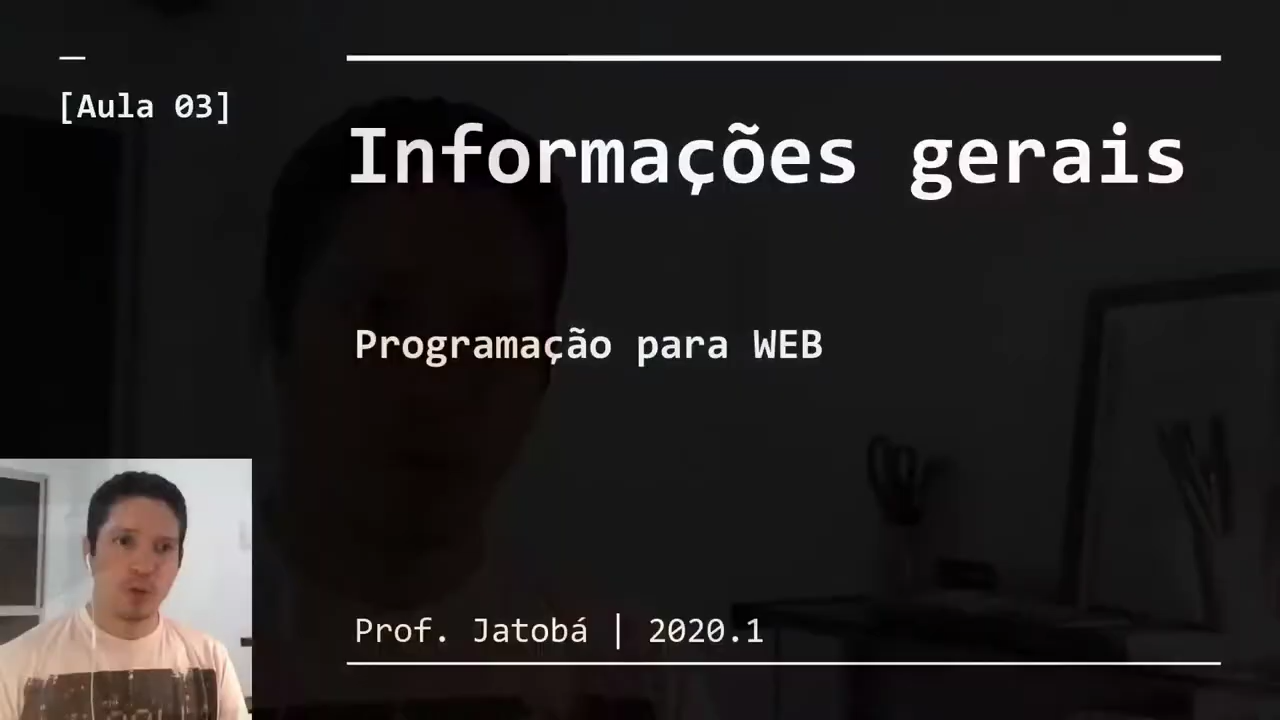 [Aula 03]
Informações gerais
Programação para WEB
Prof. Jatobá | 2020.1